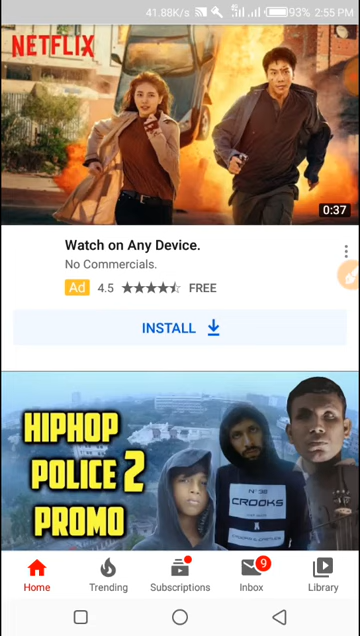 41.88K/s 93% 2:55 PM
NETFLIX
0:37
Watch on Any Device.
No Commercials.
Ad 4.5 FREE
INSTALL
HIPHOP
POLICE 2
PROMO
CROOKS
9
Home Trending Subscriptions Inbox Library